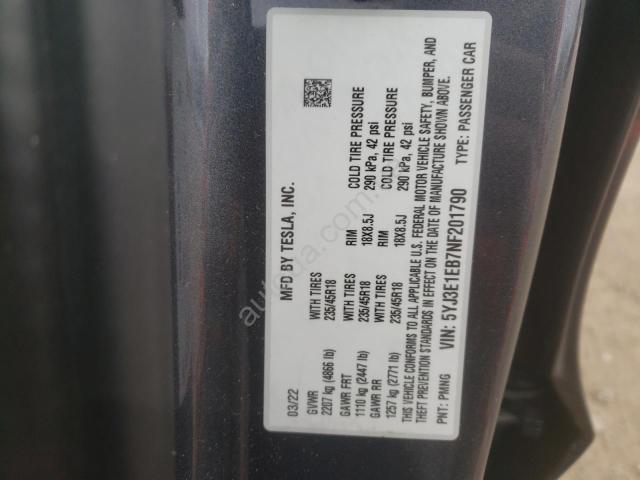 MFD BY TESLA, INC.
03/22
GVWR WITH TIRES RIM COLD TIRE PRESSURE
2207 kg (4866 lb) 235/45R18 18X8.5J 290 kPa, 42 psi
GAWR FRT WITH TIRES RIM COLD TIRE PRESSURE
1110 kg (2447 lb) 235/45R18 18X8.5J 290 kPa, 42 psi
GAWR RR WITH TIRES
1257 kg (2771 lb) 235/45R18
THIS VEHICLE CONFORMS TO ALL APPLICABLE U.S. FEDERAL MOTOR VEHICLE SAFETY, BUMPER, AND
THEFT PREVENTION STANDARDS IN EFFECT ON THE DATE OF MANUFACTURE SHOWN ABOVE.
VIN: 5YJ3E1EB7NF201790
PNT: PMNG TYPE: PASSENGER CAR